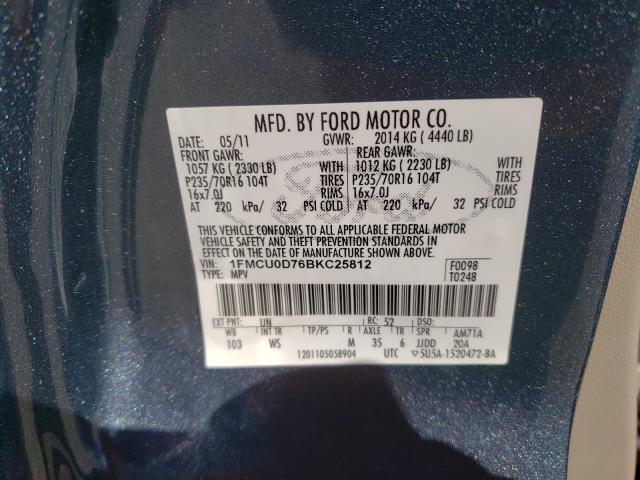 MFD. BY FORD MOTOR CO.
DATE: 05/11 GVWR: 2014 KG ( 4440 LB)
FRONT GAWR: REAR GAWR:
1057 KG ( 2330 LB) WITH 1012 KG ( 2230 LB) WITH
P235/70R16 104T TIRES P235/70R16 104T TIRES
16x7.0J RIMS 16x7.0J RIMS
AT 220 kPa/ 32 PSI COLD AT 220 kPa/ 32 PSI COLD
Ford
THIS VEHICLE CONFORMS TO ALL APPLICABLE FEDERAL MOTOR
VEHICLE SAFETY AND THEFT PREVENTION STANDARDS IN
EFFECT ON THE DATE OF MANUFACTURE SHOWN ABOVE.
VIN: 1FMCU0D76BKC25812 F0098
TYPE: MPV T0248
EXT PNT: UN RC: 52 DSO:
WB INT TR TP/PS R AXLE TR SPR AM71A
103 WS M 35 6 JJDD 20A
1201105058904 UTC ▽5U5A-1520472-BA